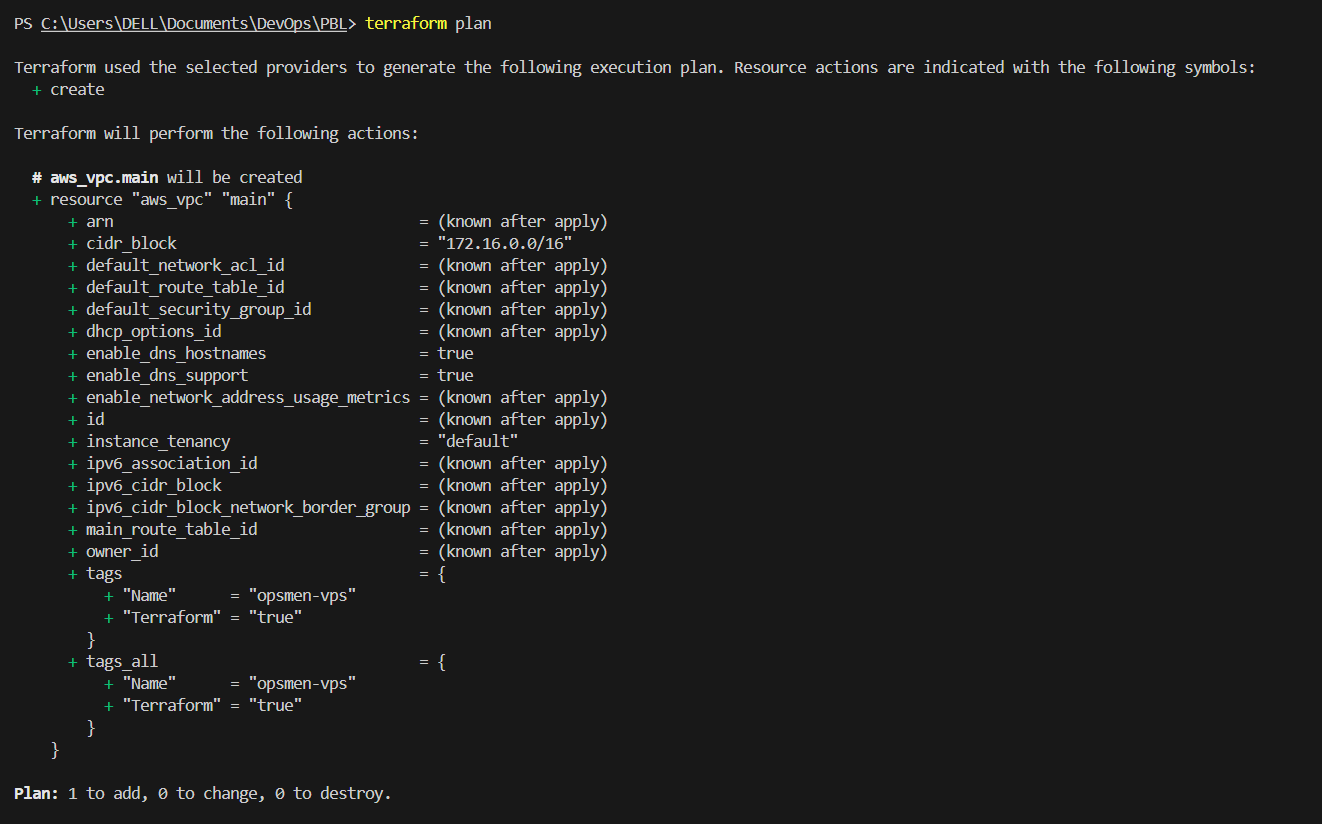 PS C:\Users\DELL\Documents\DevOps\PBL> terraform plan
Terraform used the selected providers to generate the following execution plan. Resource actions are indicated with the following symbols:
+ create
Terraform will perform the following actions:
# aws_vpc.main will be created
+ resource "aws_vpc" "main" {
+ arn = (known after apply)
+ cidr_block = "172.16.0.0/16"
+ default_network_acl_id = (known after apply)
+ default_route_table_id = (known after apply)
+ default_security_group_id = (known after apply)
+ dhcp_options_id = (known after apply)
+ enable_dns_hostnames = true
+ enable_dns_support = true
+ enable_network_address_usage_metrics = (known after apply)
+ id = (known after apply)
+ instance_tenancy = "default"
+ ipv6_association_id = (known after apply)
+ ipv6_cidr_block = (known after apply)
+ ipv6_cidr_block_network_border_group = (known after apply)
+ main_route_table_id = (known after apply)
+ owner_id = (known after apply)
+ tags = {
+ "Name" = "opsmen-vps"
+ "Terraform" = "true"
}
+ tags_all = {
+ "Name" = "opsmen-vps"
+ "Terraform" = "true"
}
}
Plan: 1 to add, 0 to change, 0 to destroy.